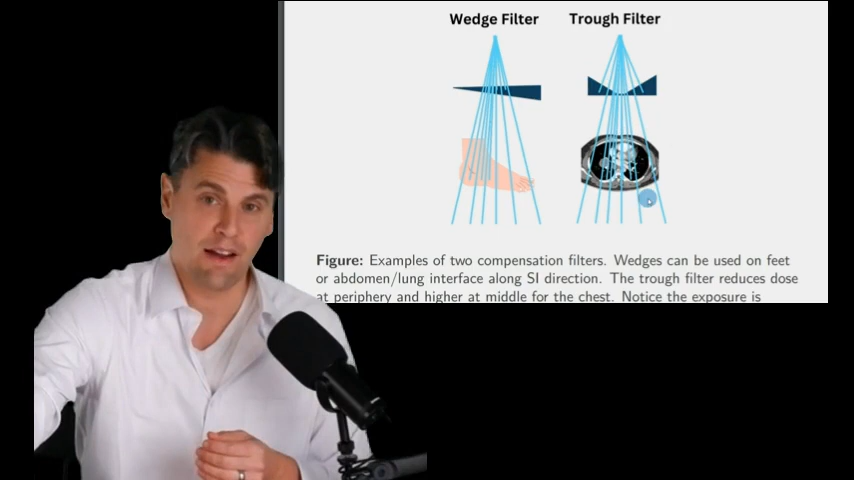 Wedge Filter Trough Filter
Figure: Examples of two compensation filters. Wedges can be used on feet
or abdomen/lung interface along SI direction. The trough filter reduces dose
at periphery and higher at middle for the chest. Notice the exposure is